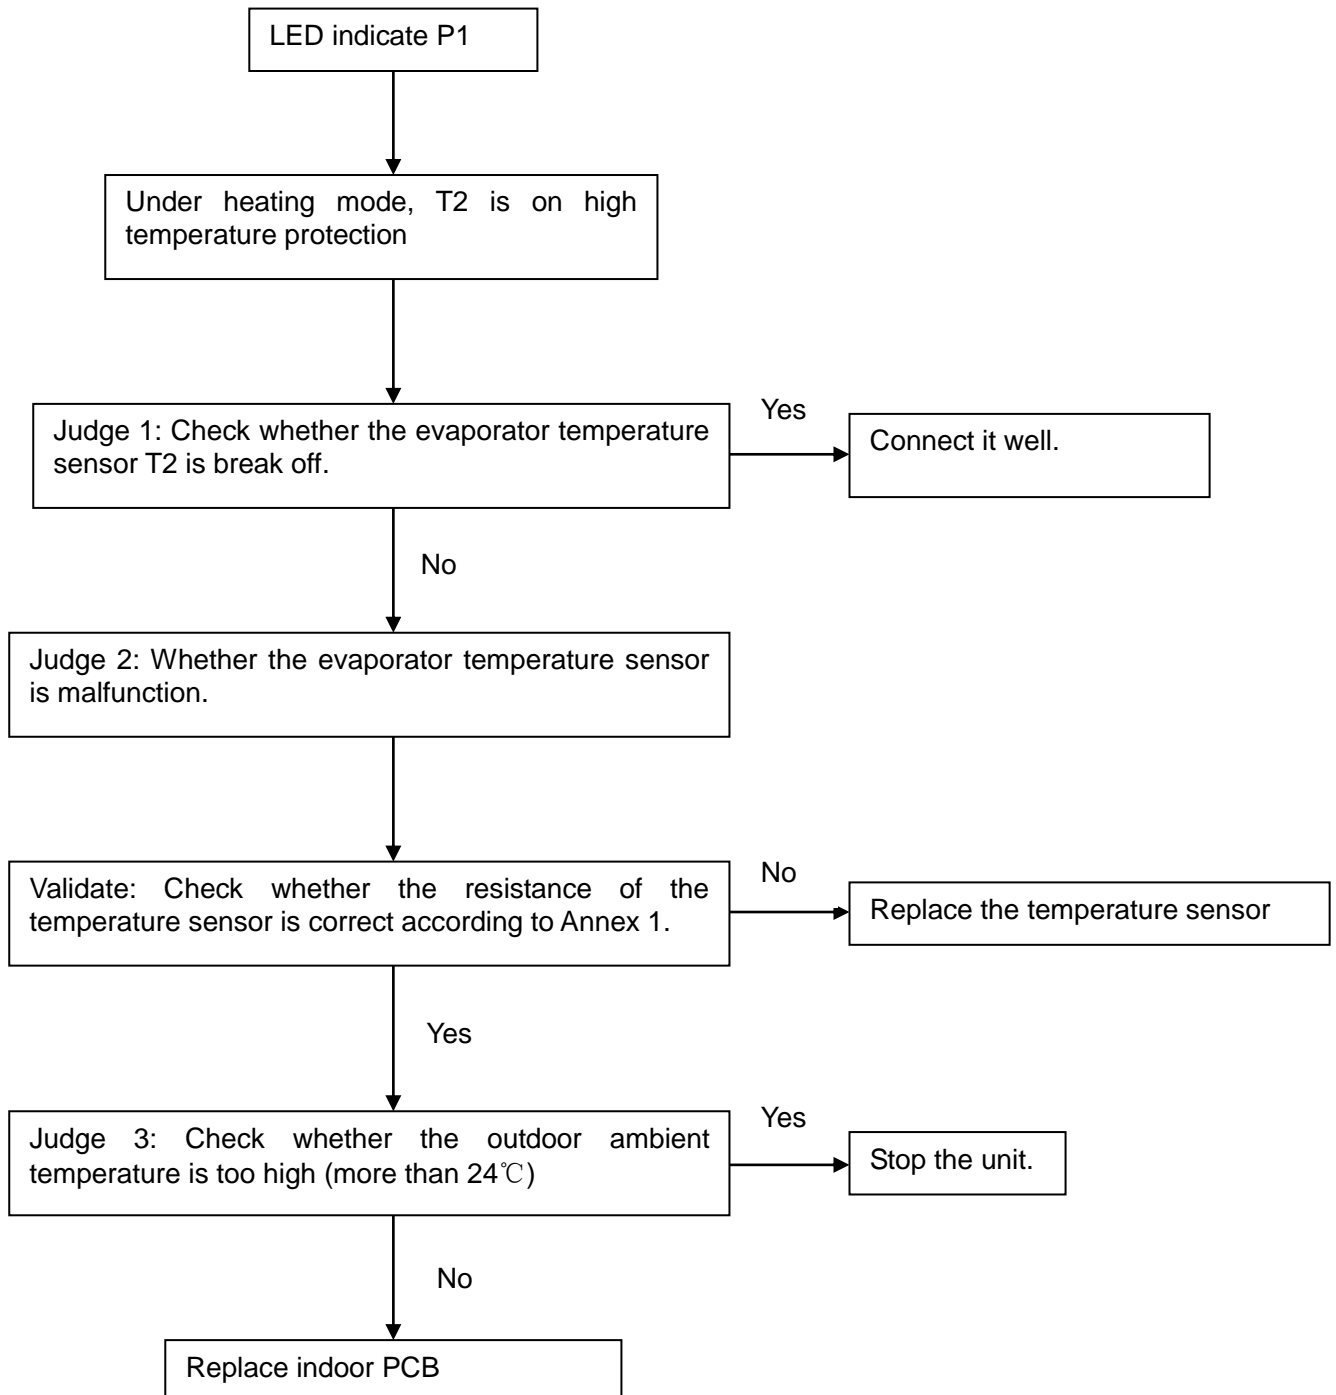 LED indicate P1
Under heating mode, T2 is on high
temperature protection
Judge 1: Check whether the evaporator temperature
sensor T2 is break off.
Yes
Connect it well.
No
Judge 2: Whether the evaporator temperature sensor
is malfunction.
Validate: Check whether the resistance of the
temperature sensor is correct according to Annex 1.
No
Replace the temperature sensor
Yes
Judge 3: Check whether the outdoor ambient
temperature is too high (more than 24℃)
Yes
Stop the unit.
No
Replace indoor PCB